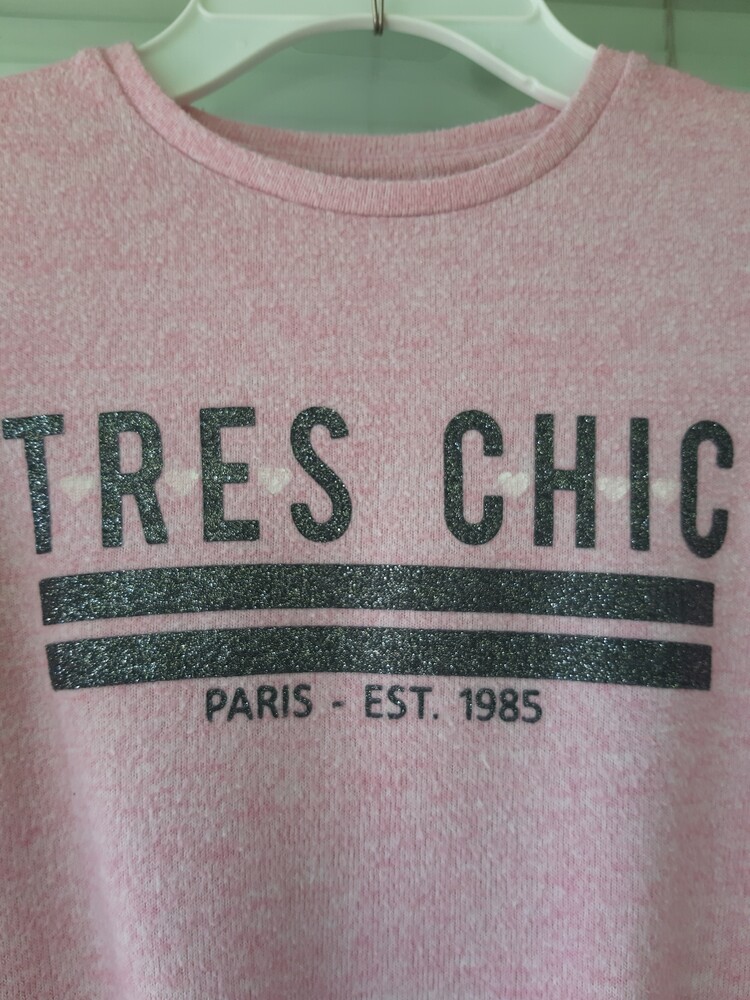 TRES CHIC
PARIS - EST. 1985